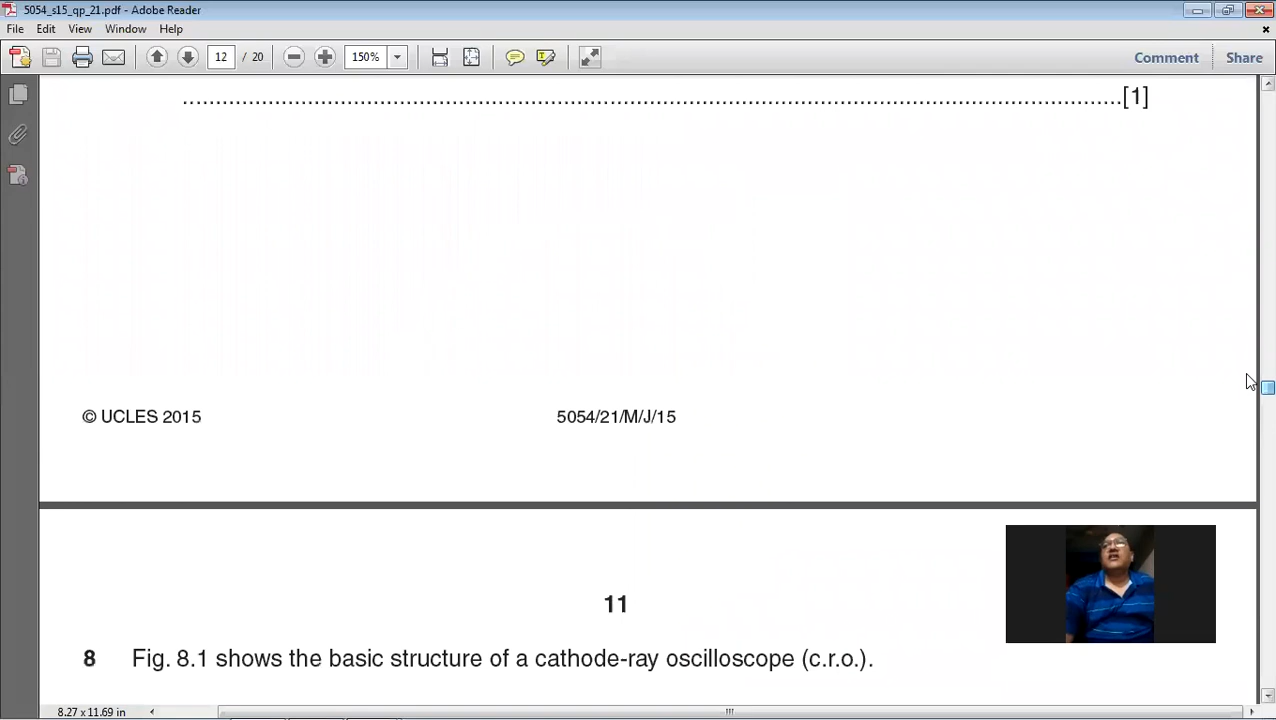 5054_s15_qp_21.pdf - Adobe Reader
File Edit View Window Help
12 / 20 150% Comment Share
[1]
© UCLES 2015 5054/21/M/J/15
11
8 Fig. 8.1 shows the basic structure of a cathode-ray oscilloscope (c.r.o.).
8.27 x 11.69 in